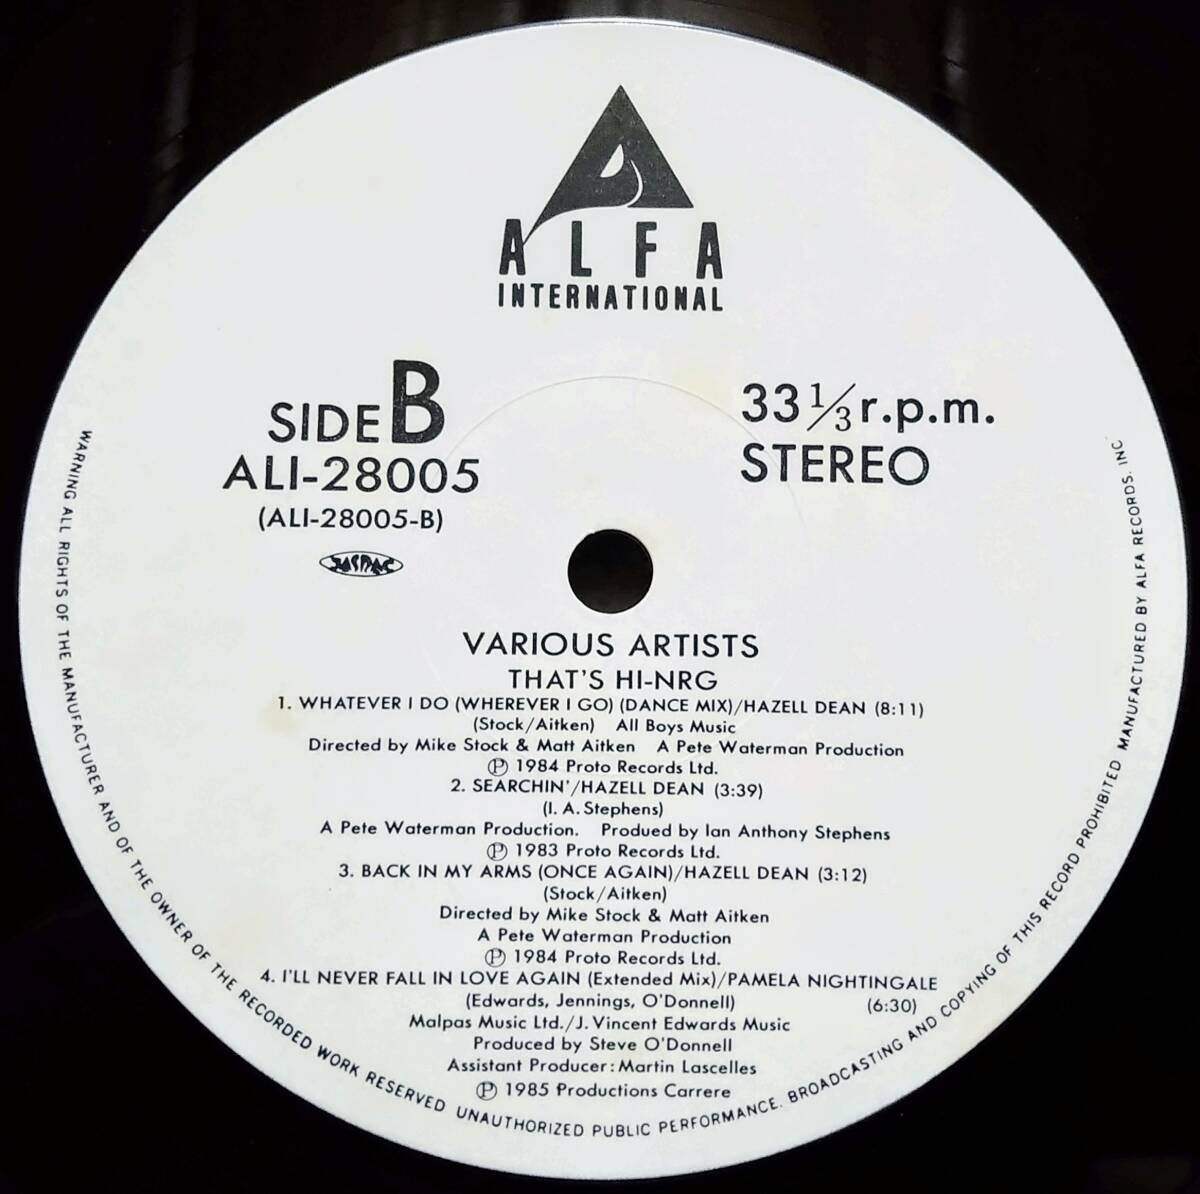 ALFA
INTERNATIONAL
SIDE B
ALI-28005
(ALI-28005-B)
JASRAC
33 1/3 r.p.m.
STEREO
VARIOUS ARTISTS
THAT'S HI-NRG
1. WHATEVER I DO (WHEREVER I GO) (DANCE MIX)/HAZELL DEAN (8:11)
(Stock/Aitken) All Boys Music
Directed by Mike Stock & Matt Aitken A Pete Waterman Production
Ⓟ 1984 Proto Records Ltd.
2. SEARCHIN'/HAZELL DEAN (3:39)
(I. A. Stephens)
A Pete Waterman Production. Produed by Ian Anthony Stephens
Ⓟ 1983 Proto Records Ltd.
3. BACK IN MY ARMS (ONCE AGAIN)/HAZELL DEAN (3:12)
(Stock/Aitken)
Directed by Mike Stock & Matt Aitken
A Pete Waterman Production
Ⓟ 1984 Proto Records Ltd.
4. I'LL NEVER FALL IN LOVE AGAIN (Extended Mix)/PAMELA NIGHTINGALE
(Edwards, Jennings, O'Donnell) (6:30)
Malpas Music Ltd./J. Vincent Edwards Music
Produced by Steve O'Donnell
Assistant Producer: Martin Lascelles
Ⓟ 1985 Productions Carrere
WARNING ALL RIGHTS OF THE MANUFACTURER AND OF THE OWNER OF THE RECORDED WORK RESERVED UNAUTHORIZED PUBLIC PERFORMANCE. BROADCASTING AND COPYING OF THIS RECORD PROHIBITED MANUFACTURED BY ALFA RECORDS. INC